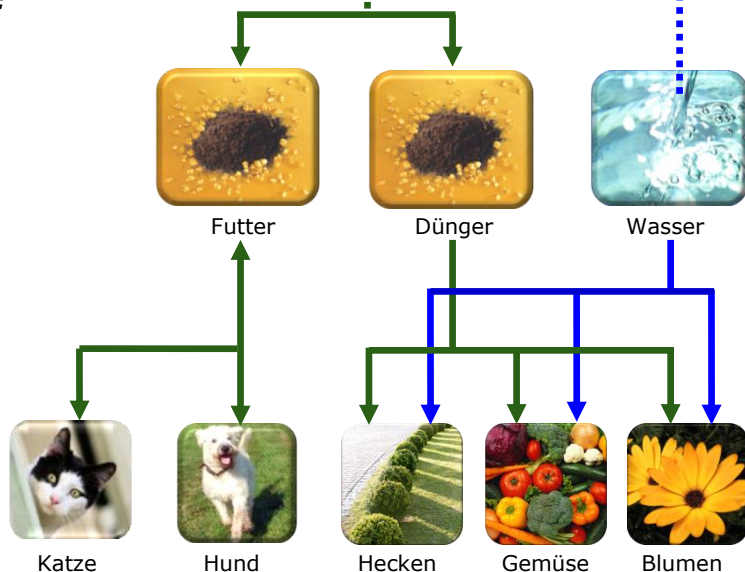 Futter
Dünger
Wasser
Katze
Hund
Hecken
Gemüse
Blumen